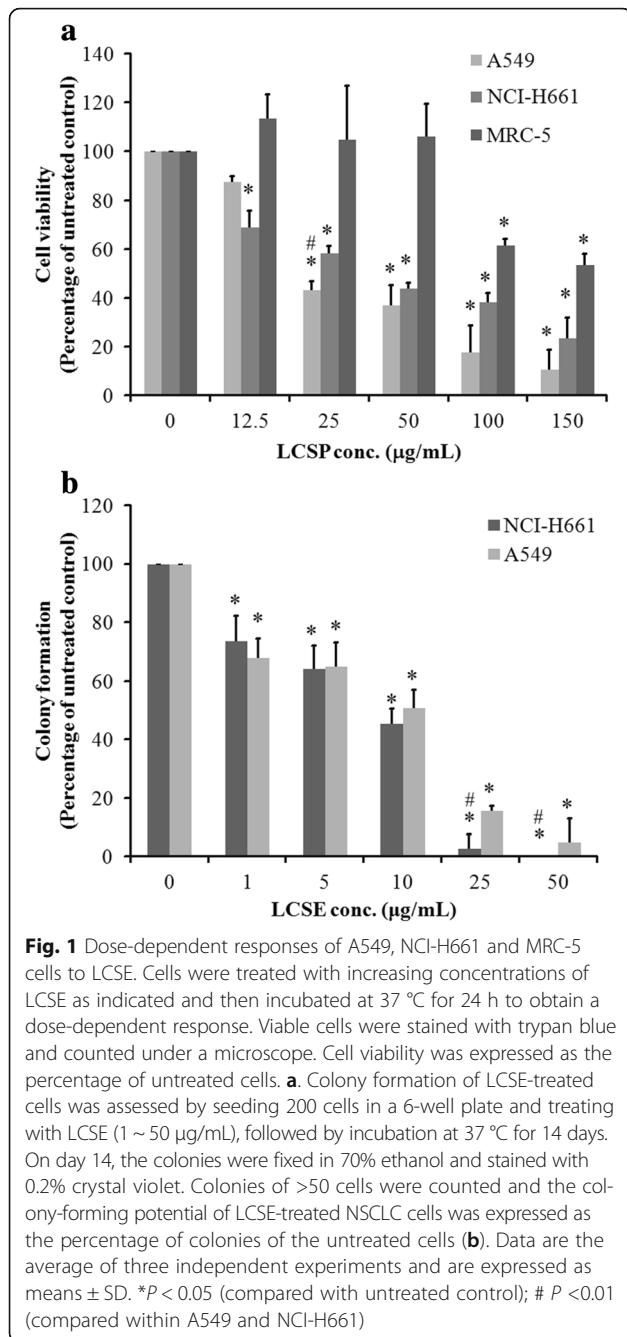 a
140
120
100
80
60
40
20
0
Cell viability
(Percentage of untreated control)
A549
NCI-H661
MRC-5
*
#
*
*
*
*
*
*
*
*
*
*
0 12.5 25 50 100 150
LCSP conc. (µg/mL)
b
120
100
80
60
40
20
0
Colony formation
(Percentage of untreated control)
NCI-H661
A549
*
*
*
*
*
*
#
*
*
#
*
*
0 1 5 10 25 50
LCSE conc. (µg/mL)
Fig. 1 Dose-dependent responses of A549, NCI-H661 and MRC-5
cells to LCSE. Cells were treated with increasing concentrations of
LCSE as indicated and then incubated at 37 °C for 24 h to obtain a
dose-dependent response. Viable cells were stained with trypan blue
and counted under a microscope. Cell viability was expressed as the
percentage of untreated cells. a. Colony formation of LCSE-treated
cells was assessed by seeding 200 cells in a 6-well plate and treating
with LCSE (1 ~ 50 µg/mL), followed by incubation at 37 °C for 14 days.
On day 14, the colonies were fixed in 70% ethanol and stained with
0.2% crystal violet. Colonies of >50 cells were counted and the col-
ony-forming potential of LCSE-treated NSCLC cells was expressed as
the percentage of colonies of the untreated cells (b). Data are the
average of three independent experiments and are expressed as
means ± SD. *P < 0.05 (compared with untreated control); # P <0.01
(compared within A549 and NCI-H661)